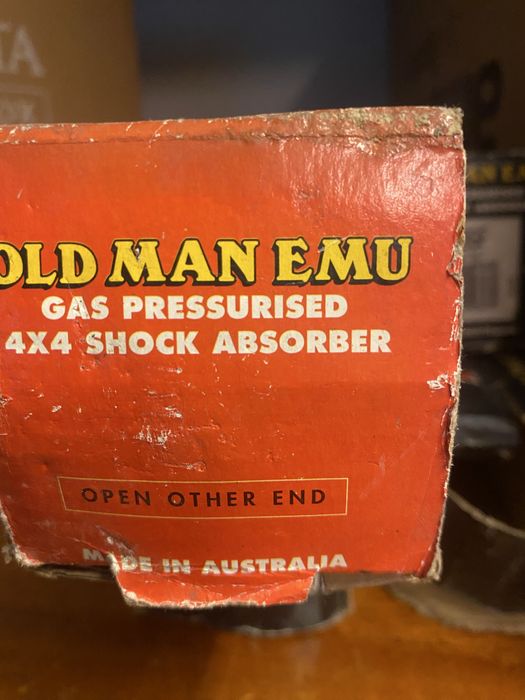 OLD MAN EMU
GAS PRESSURISED
4X4 SHOCK ABSORBER
OPEN OTHER END
MADE IN AUSTRALIA